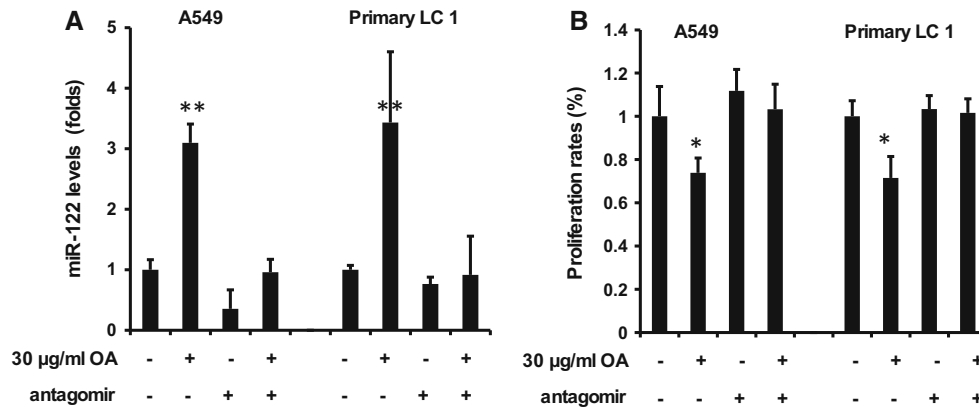 A
A549
Primary LC 1
miR-122 levels (folds)
5
4
3
2
1
0
**
**
30 µg/ml OA - + - + - + - +
antagomir - - + + - - + +
B
A549
Primary LC 1
Proliferation rates (%)
1.4
1.2
1
0.8
0.6
0.4
0.2
0
*
*
30 µg/ml OA - + - + - + - +
antagomir - - + + - - + +